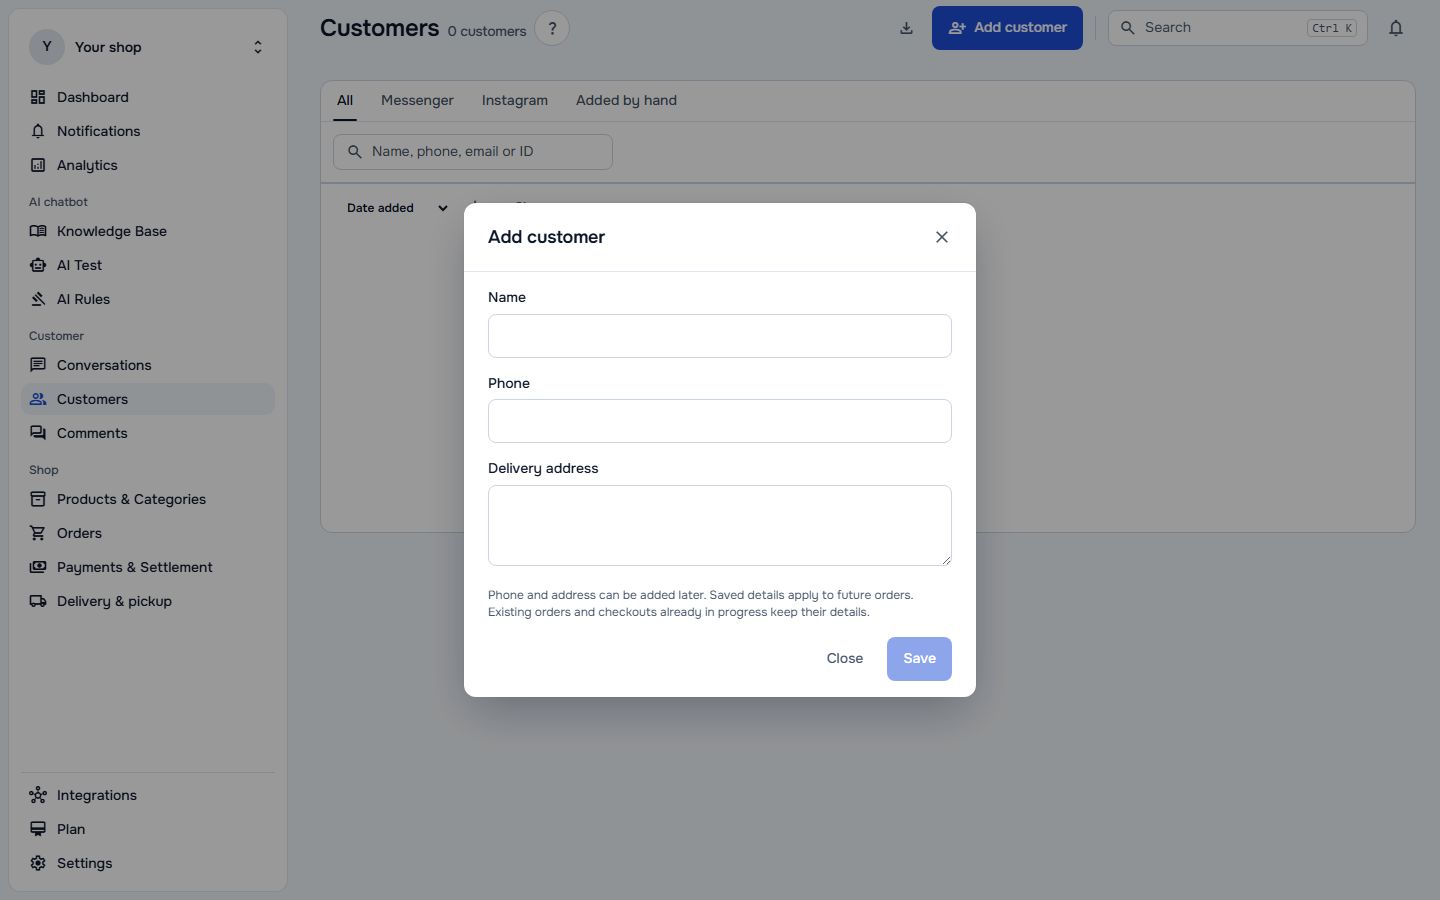 Y
Your shop
Dashboard
Notifications
Analytics
AI chatbot
Knowledge Base
AI Test
AI Rules
Customer
Conversations
Customers
Comments
Shop
Products & Categories
Orders
Payments & Settlement
Delivery & pickup
Integrations
Plan
Settings
Customers 0 customers ?
Add customer
Search Ctrl K
All Messenger Instagram Added by hand
Name, phone, email or ID
Date added
Add customer
Name
Phone
Delivery address
Phone and address can be added later. Saved details apply to future orders.
Existing orders and checkouts already in progress keep their details.
Close Save